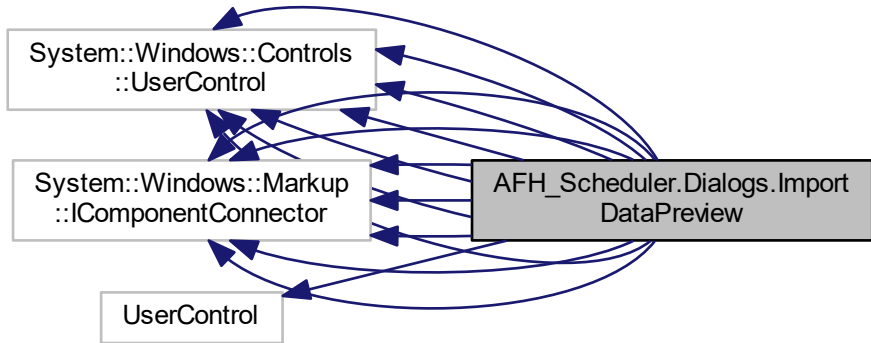 System::Windows::Controls
::UserControl
System::Windows::Markup
::IComponentConnector
AFH_Scheduler.Dialogs.Import
DataPreview
UserControl